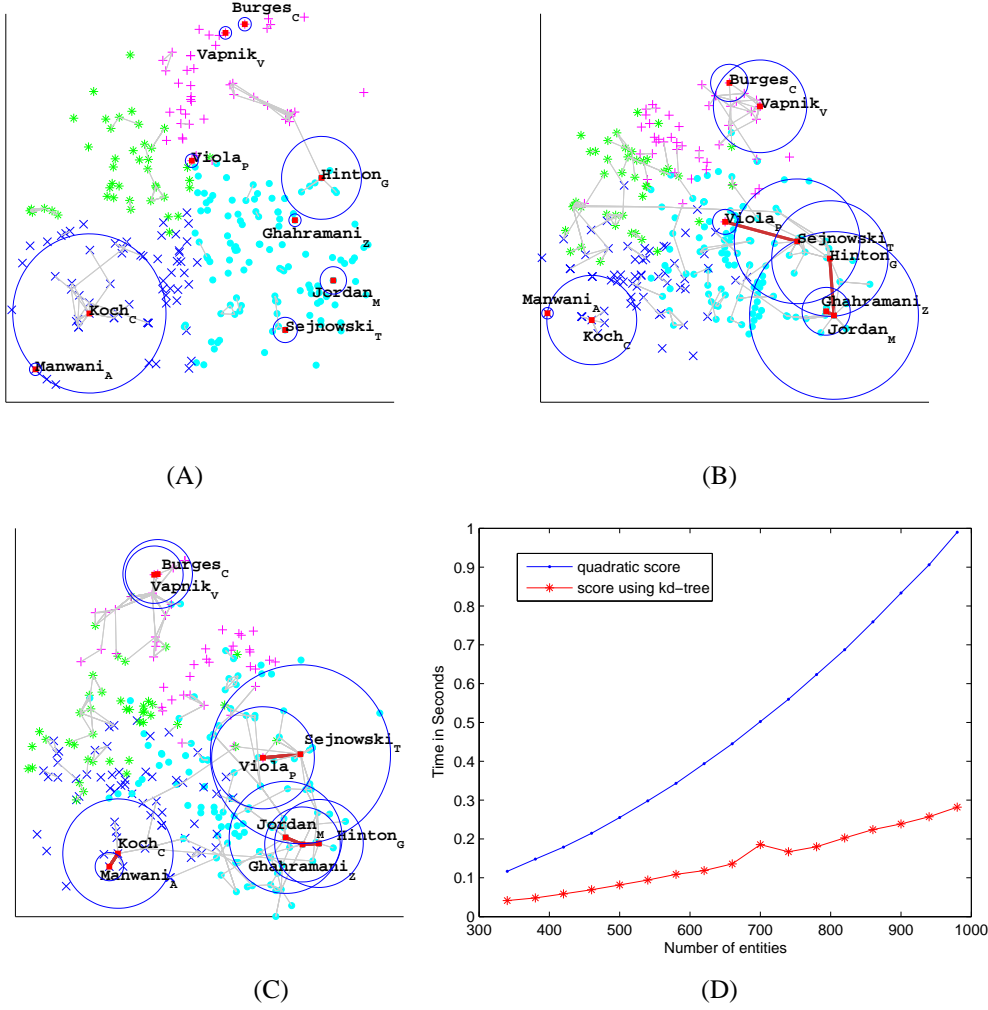 Burges_C
Vapnik_V
Viola_P
Hinton_G
Ghahramani_Z
Jordan_M
Koch_C
Sejnowski_T
Manwani_A
(A)
Burges_C
Vapnik_V
Viola_P
Sejnowski_T
Hinton_G
Manwani_A
Ghahramani_Z
Koch_C
Jordan_M
(B)
Burges_C
Vapnik_V
Sejnowski_T
Viola_P
Jordan_M
Hinton_G
Koch_C
Ghahramani_Z
Manwani_A
(C)
1
0.9
0.8
0.7
0.6
0.5
0.4
0.3
0.2
0.1
0
Time in Seconds
quadratic score
score using kd−tree
300 400 500 600 700 800 900 1000
Number of entities
(D)